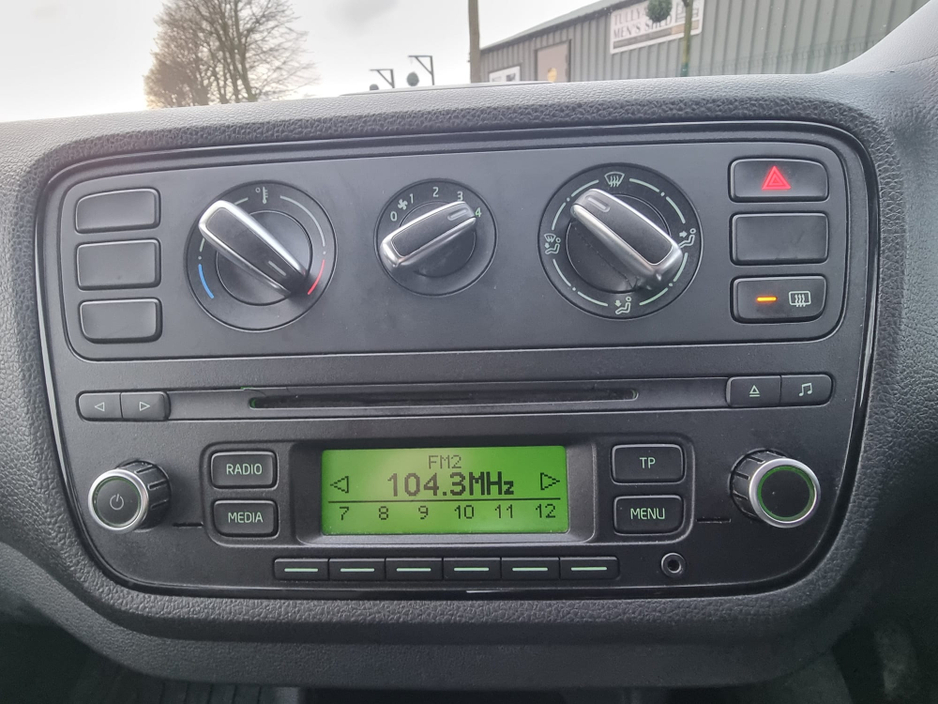 TULLY
MEN'S SHED
0 1 2 3 4
RADIO
MEDIA
FM2
104.3MHz
7 8 9 10 11 12
TP
MENU